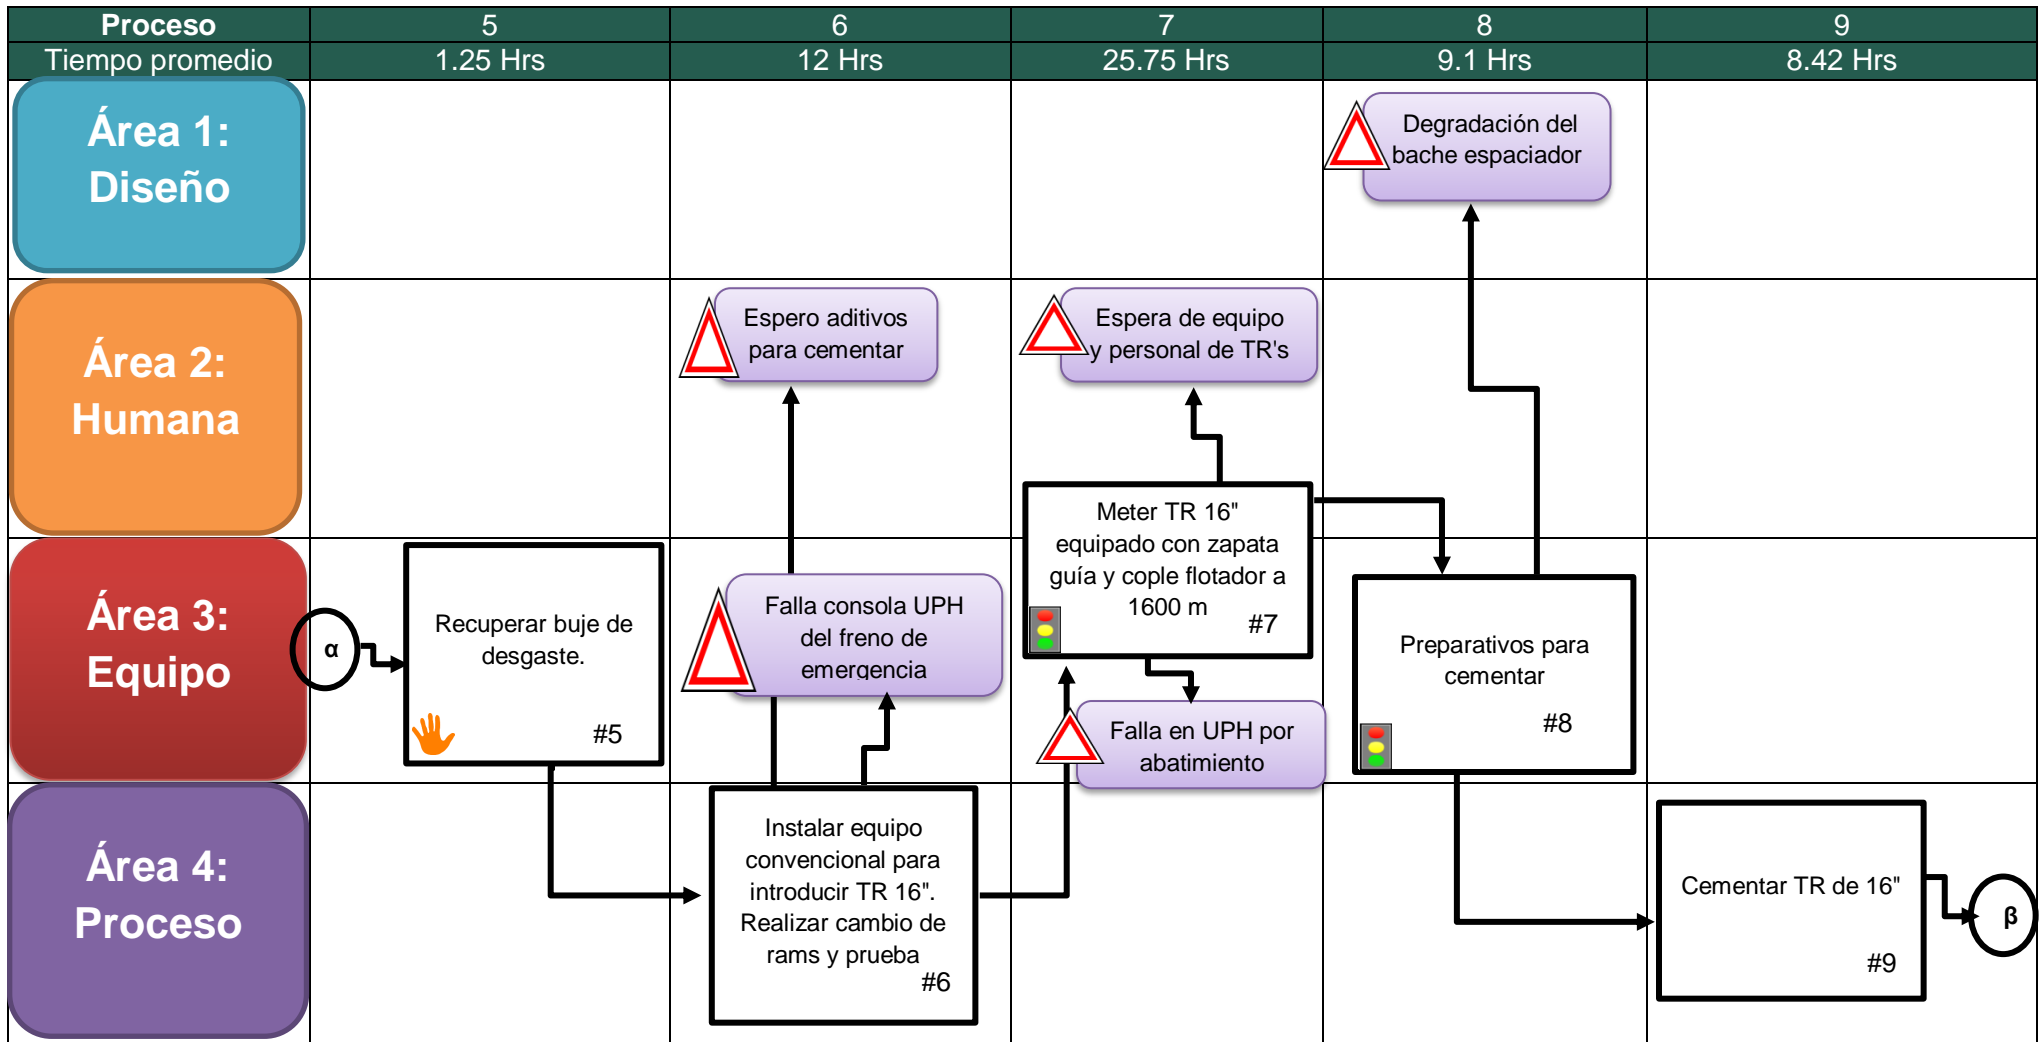 Proceso 5 6 7 8 9
Tiempo promedio 1.25 Hrs 12 Hrs 25.75 Hrs 9.1 Hrs 8.42 Hrs
Área 1:
Diseño
Degradación del
bache espaciador
Área 2:
Humana
Espero aditivos
para cementar
Espera de equipo
y personal de TR's
Área 3:
Equipo
α
Recuperar buje de
desgaste.
#5
Falla consola UPH
del freno de
emergencia
Meter TR 16"
equipado con zapata
guía y cople flotador a
1600 m
#7
Falla en UPH por
abatimiento
Preparativos para
cementar
#8
Área 4:
Proceso
Instalar equipo
convencional para
introducir TR 16".
Realizar cambio de
rams y prueba
#6
Cementar TR de 16"
#9
β